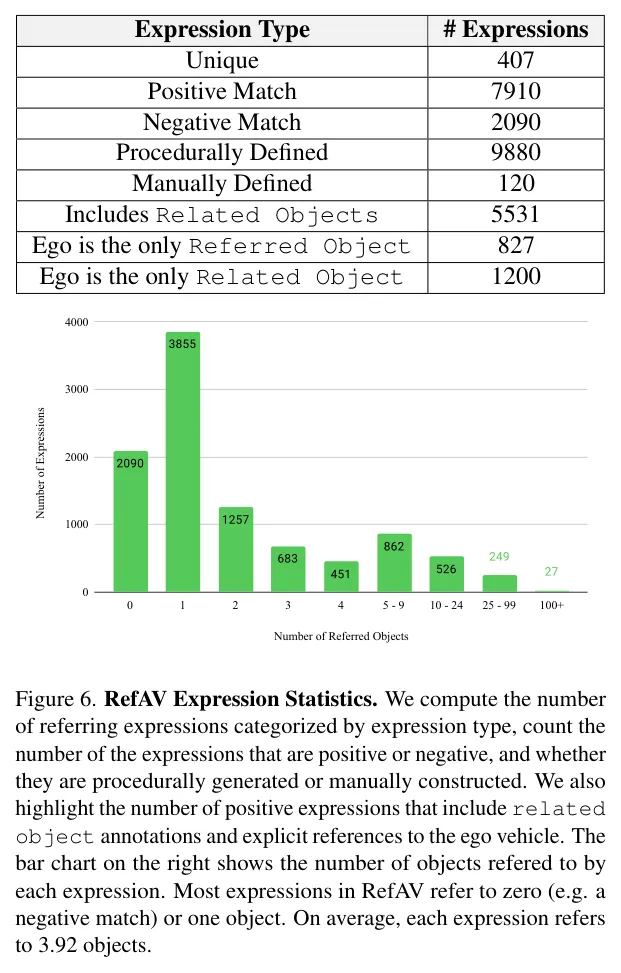 Expression Type # Expressions
Unique 407
Positive Match 7910
Negative Match 2090
Procedurally Defined 9880
Manually Defined 120
Includes Related Objects 5531
Ego is the only Referred Object 827
Ego is the only Related Object 1200
4000
3000
2000
1000
0
Number of Expressions
2090
3855
1257
683
451
862
526
249
27
0 1 2 3 4 5 - 9 10 - 24 25 - 99 100+
Number of Referred Objects
Figure 6. RefAV Expression Statistics. We compute the number
of referring expressions categorized by expression type, count the
number of the expressions that are positive or negative, and whether
they are procedurally generated or manually constructed. We also
highlight the number of positive expressions that include related
object annotations and explicit references to the ego vehicle. The
bar chart on the right shows the number of objects refered to by
each expression. Most expressions in RefAV refer to zero (e.g. a
negative match) or one object. On average, each expression refers
to 3.92 objects.